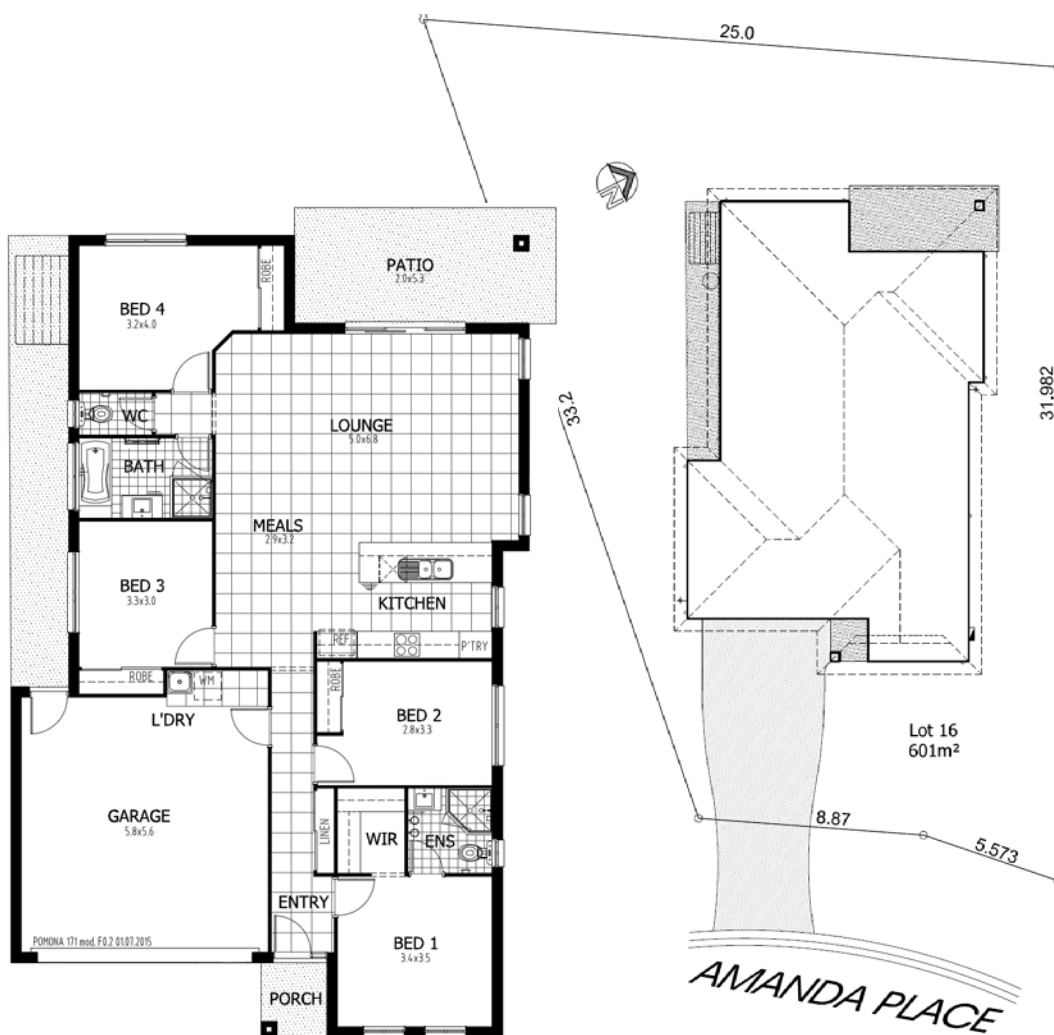 25.0
N
PATIO
2.0x5.3
BED 4
3.2x4.0
ROBE
WC
BATH
LOUNGE
5.0x6.8
MEALS
2.9x3.2
BED 3
3.3x3.0
KITCHEN
REF
P'TRY
ROBE
WM
L'DRY
ROBE
BED 2
2.8x3.3
GARAGE
5.8x5.6
LINEN
WIR
ENS
ENTRY
BED 1
3.4x3.5
POMONA 171 mod. F0.2 01.07.2015
PORCH
33.2
31.982
Lot 16
601m²
8.87
5.573
AMANDA PLACE